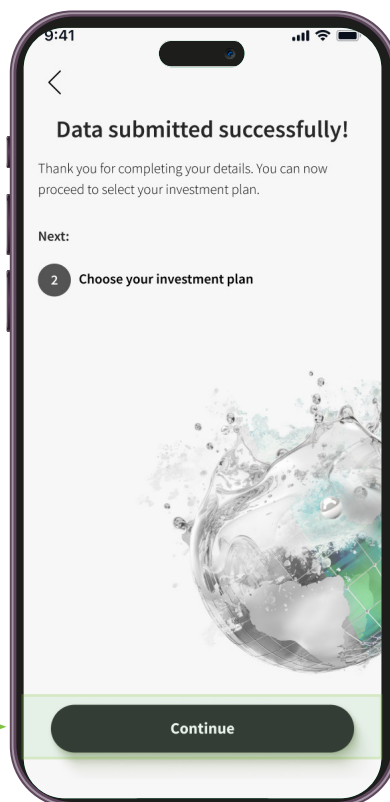 9:41
Data submitted successfully!
Thank you for completing your details. You can now
proceed to select your investment plan.
Next:
2 Choose your investment plan
Continue